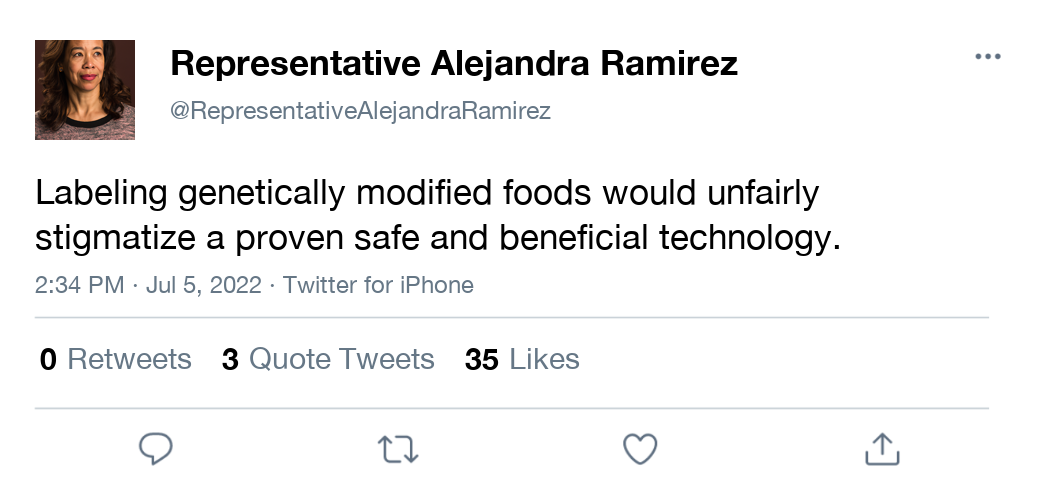 Representative Alejandra Ramirez
@RepresentativeAlejandraRamirez
Labeling genetically modified foods would unfairly
stigmatize a proven safe and beneficial technology.
2:34 PM · Jul 5, 2022 · Twitter for iPhone
0 Retweets 3 Quote Tweets 35 Likes